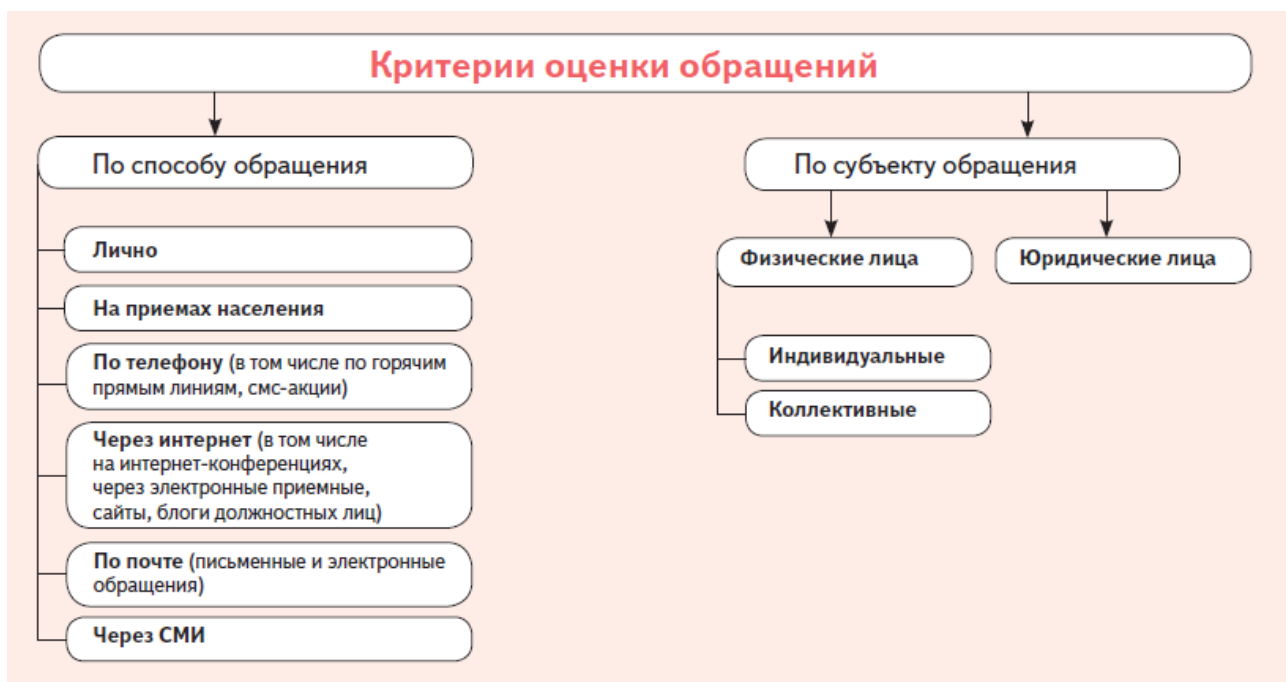 Критерии оценки обращений
По способу обращения
Лично
На приемах населения
По телефону (в том числе по горячим
прямым линиям, смс-акции)
Через интернет (в том числе
на интернет-конференциях,
через электронные приемные,
сайты, блоги должностных лиц)
По почте (письменные и электронные
обращения)
Через СМИ
По субъекту обращения
Физические лица
Юридические лица
Индивидуальные
Коллективные